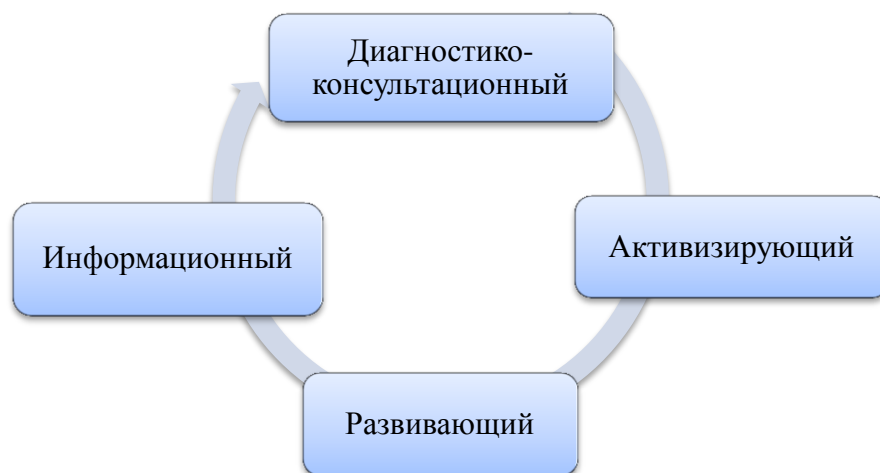 Диагностико-
консультационный
Активизирующий
Информационный
Развивающий